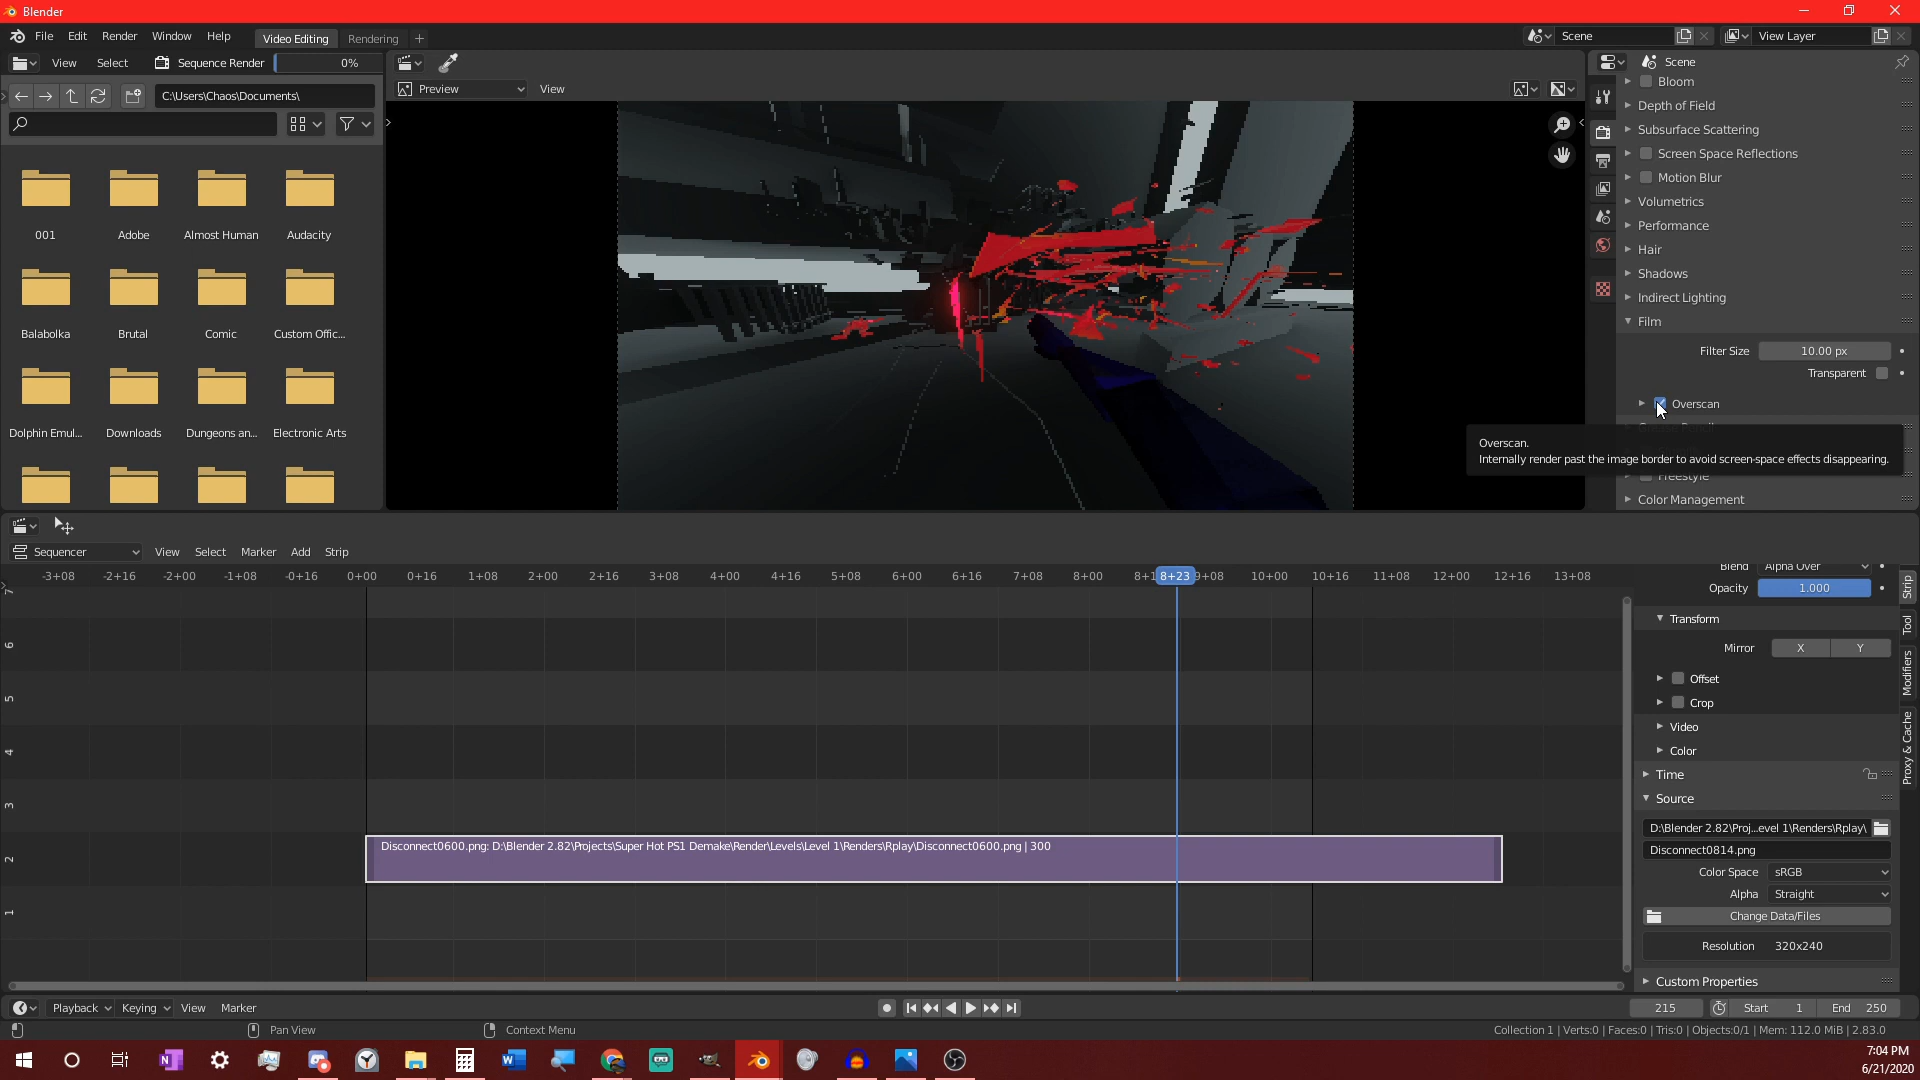 Blender
File Edit Render Window Help Video Editing Rendering + Scene View Layer
View Select Sequence Render 0% Scene
C:\Users\Chaos\Documents\ Preview View
Bloom
Depth of Field
Subsurface Scattering
Screen Space Reflections
Motion Blur
Volumetrics
Performance
Hair
Shadows
Indirect Lighting
Film
Filter Size 10.00 px
Transparent
Overscan
Overscan.
Internally render past the image border to avoid screen-space effects disappearing.
Freestyle
Color Management
001 Adobe Almost Human Audacity
Balabolka Brutal Comic Custom Offic...
Dolphin Emul... Downloads Dungeons an... Electronic Arts
Sequencer View Select Marker Add Strip
-3+08 -2+16 -2+00 -1+08 -0+16 0+00 0+16 1+08 2+00 2+16 3+08 4+00 4+16 5+08 6+00 6+16 7+08 8+00 8+1 8+23 9+08 10+00 10+16 11+08 12+00 12+16 13+08
7
6
5
4
3
2
1
Disconnect0600.png: D:\Blender 2.82\Projects\Super Hot PS1 Demake\Render\Levels\Level 1\Renders\Rplay\Disconnect0600.png | 300
Blend Alpha Over
Opacity 1.000
Transform
Mirror X Y
Offset
Crop
Video
Color
Time
Source
D:\Blender 2.82\Proj...evel 1\Renders\Rplay\
Disconnect0814.png
Color Space sRGB
Alpha Straight
Change Data/Files
Resolution 320x240
Custom Properties
Strip
Tool
Modifiers
Proxy & Cache
Playback Keying View Marker 215 Start 1 End 250
Pan View Context Menu Collection 1 | Verts:0 | Faces:0 | Tris:0 | Objects:0/1 | Mem: 112.0 MiB | 2.83.0
7:04 PM
6/21/2020